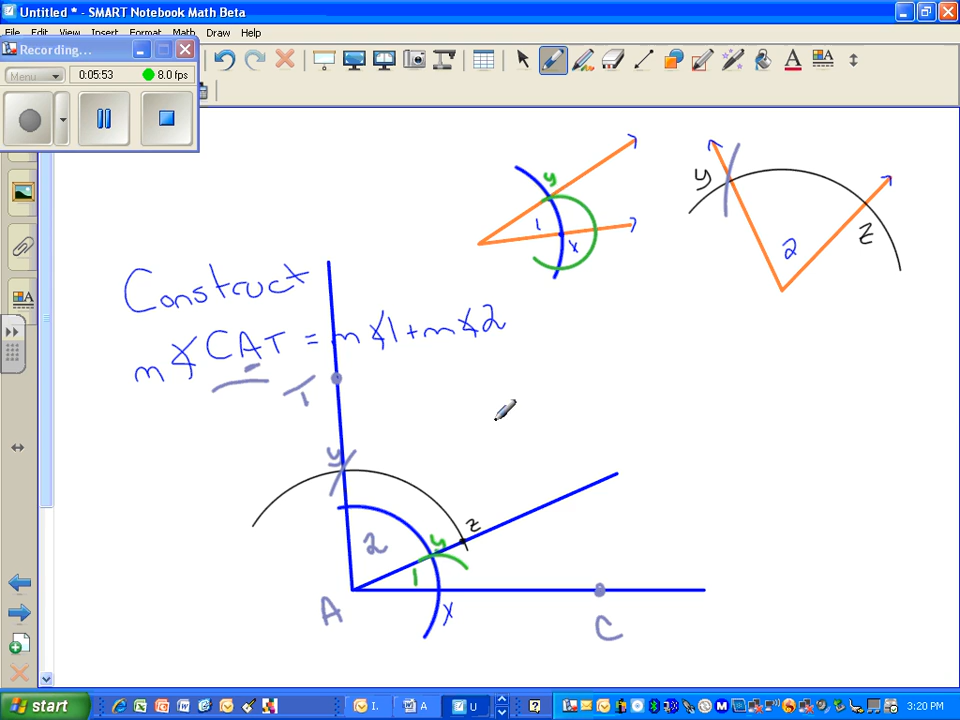 Untitled * - SMART Notebook Math Beta
File Edit View Insert Format Math Draw Help
Recording...
Menu
0:05:53
8.0 fps
y
1
x
y
2
z
Construct
m∢CAT = m∢1 + m∢2
T
y
2
y
z
1
A
x
C
start
I.
A
U
3:20 PM